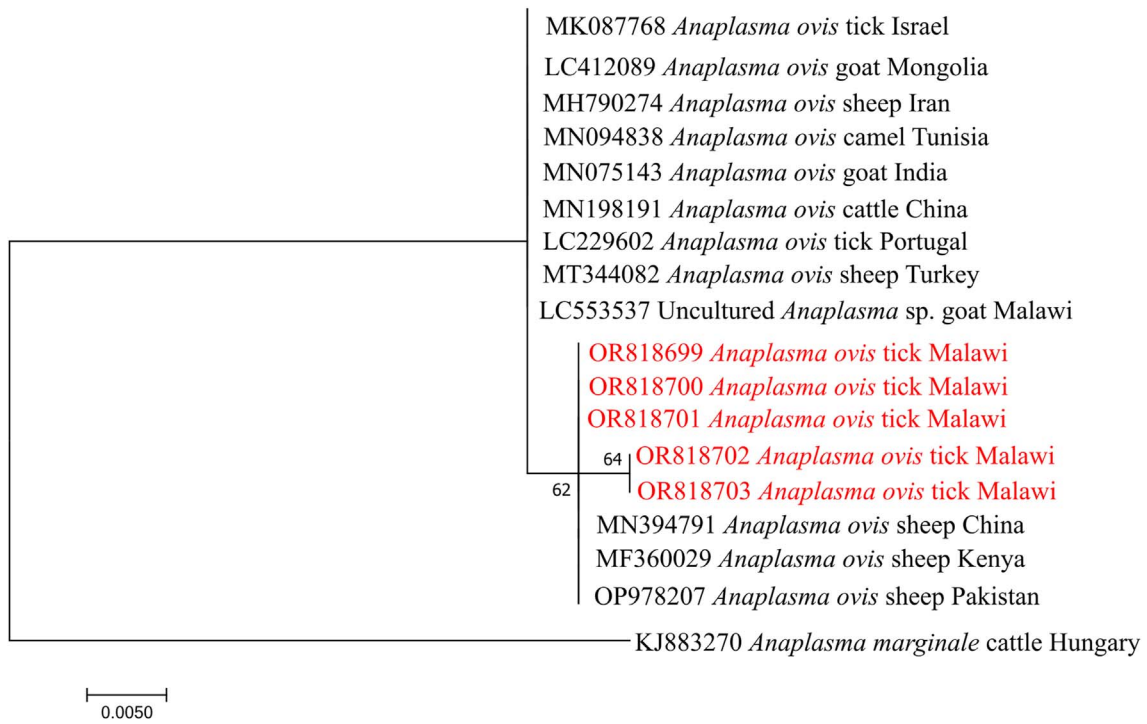 MK087768 Anaplasma ovis tick Israel
LC412089 Anaplasma ovis goat Mongolia
MH790274 Anaplasma ovis sheep Iran
MN094838 Anaplasma ovis camel Tunisia
MN075143 Anaplasma ovis goat India
MN198191 Anaplasma ovis cattle China
LC229602 Anaplasma ovis tick Portugal
MT344082 Anaplasma ovis sheep Turkey
LC553537 Uncultured Anaplasma sp. goat Malawi
OR818699 Anaplasma ovis tick Malawi
OR818700 Anaplasma ovis tick Malawi
OR818701 Anaplasma ovis tick Malawi
64 OR818702 Anaplasma ovis tick Malawi
62 OR818703 Anaplasma ovis tick Malawi
MN394791 Anaplasma ovis sheep China
MF360029 Anaplasma ovis sheep Kenya
OP978207 Anaplasma ovis sheep Pakistan
KJ883270 Anaplasma marginale cattle Hungary
0.0050